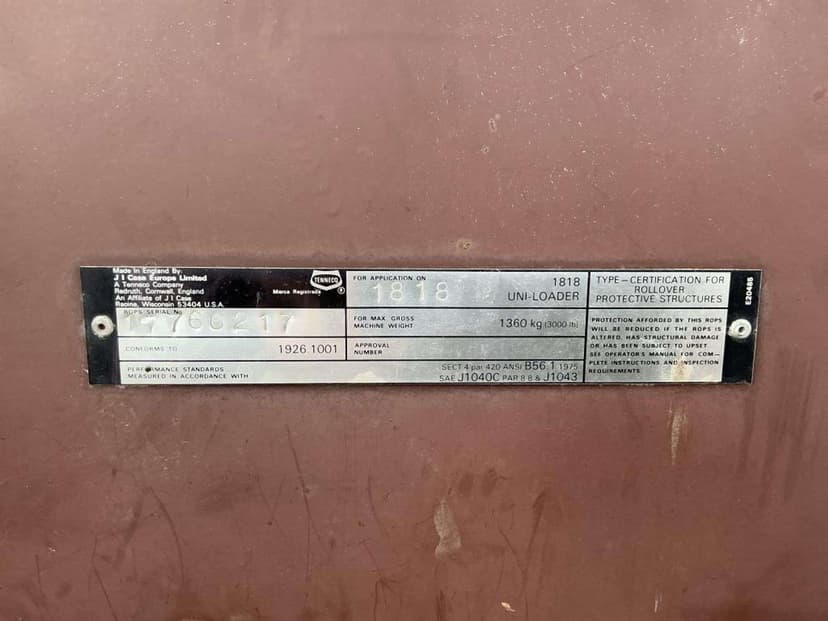 Made in England By
J I Case Europe Limited
A Tenneco Company
Redruth, Cornwall, England
An Affiliate of J I Case
Racine, Wisconsin 53404 U.S.A.
TENNECO
Marca Registrada ®
ROPS SERIAL No
17766217
CONFORMS TO 1926.1001
PERFORMANCE STANDARDS
MEASURED IN ACCORDANCE WITH
FOR APPLICATION ON
1818
1818
UNI-LOADER
FOR MAX. GROSS
MACHINE WEIGHT
1360 kg (3000 lb)
APPROVAL
NUMBER
SECT 4 par 420 ANSI B56.1 1975
SAE J1040C PAR 8 8 & J1043
TYPE-CERTIFICATION FOR
ROLLOVER
PROTECTIVE STRUCTURES
PROTECTION AFFORDED BY THIS ROPS
WILL BE REDUCED IF THE ROPS IS
ALTERED, HAS STRUCTURAL DAMAGE
OR HAS BEEN SUBJECT TO UPSET
SEE OPERATOR'S MANUAL FOR COM-
PLETE INSTRUCTIONS AND INSPECTION
REQUIREMENTS.
E20485